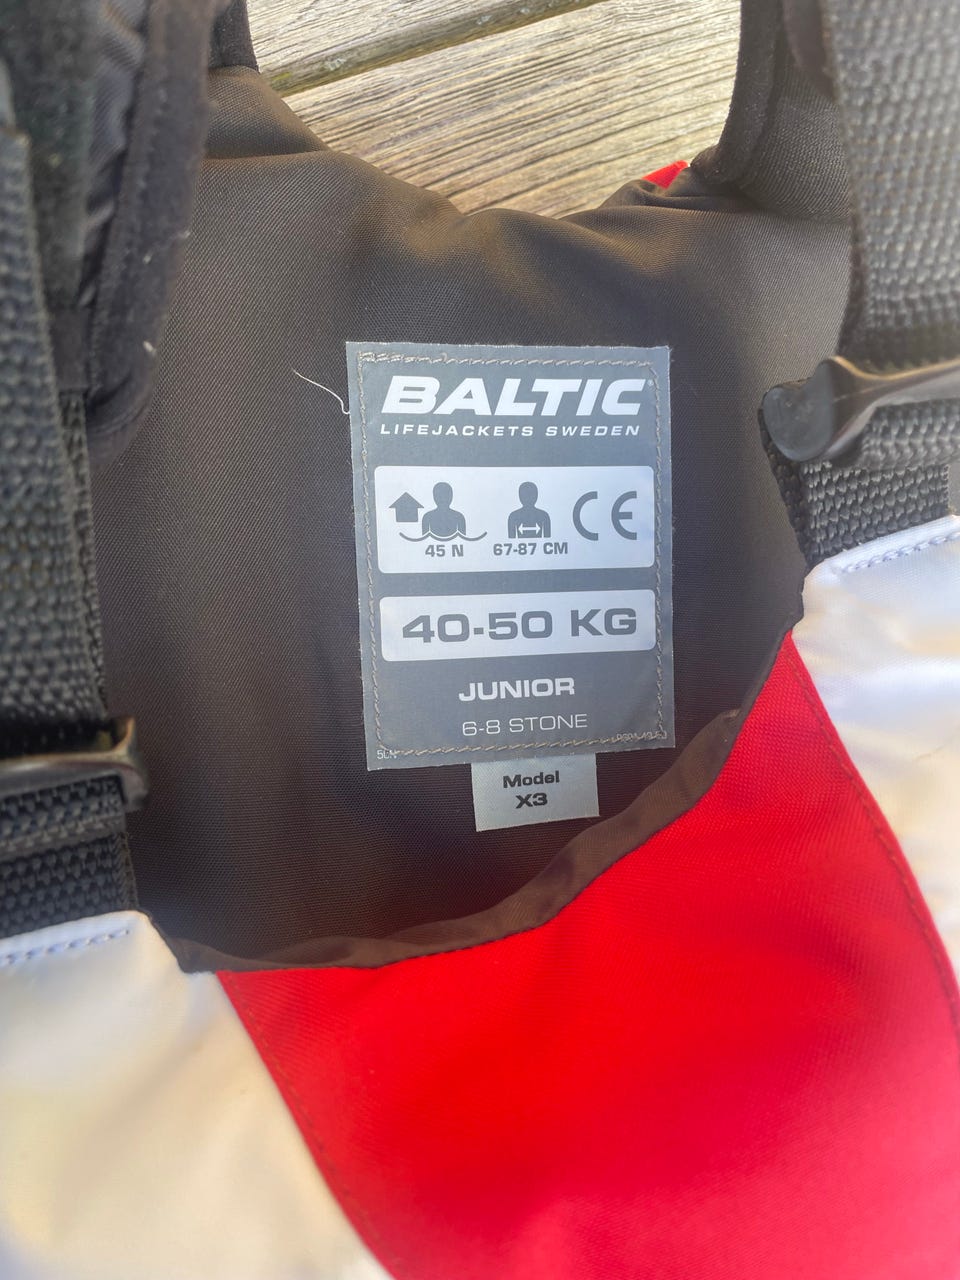 BALTIC
LIFEJACKETS SWEDEN
45 N 67-87 CM CE
40-50 KG
JUNIOR
6-8 STONE
Model
X3